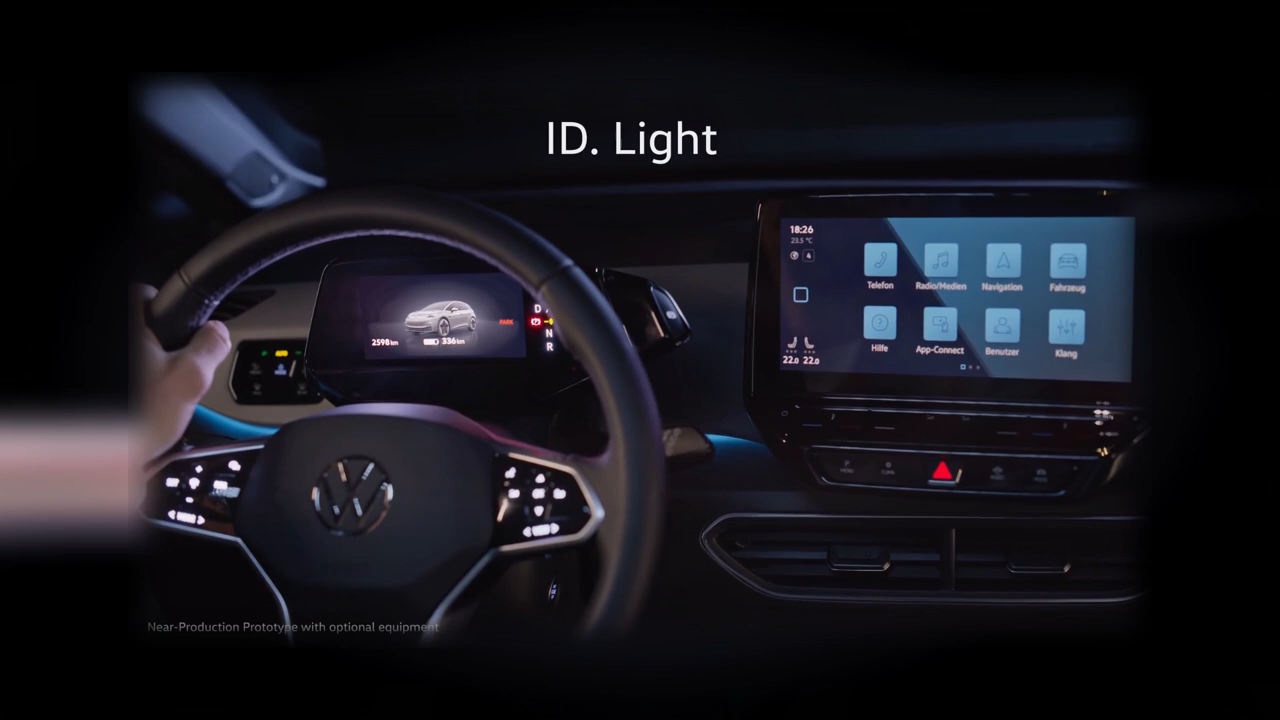 ID. Light
18:26
23.5 °C
4
Telefon
Radio/Medien
Navigation
Fahrzeug
Hilfe
App-Connect
Benutzer
Klang
22.0 22.0
PARK
2598 km
336 km
D
N
R
Near-Production Prototype with optional equipment